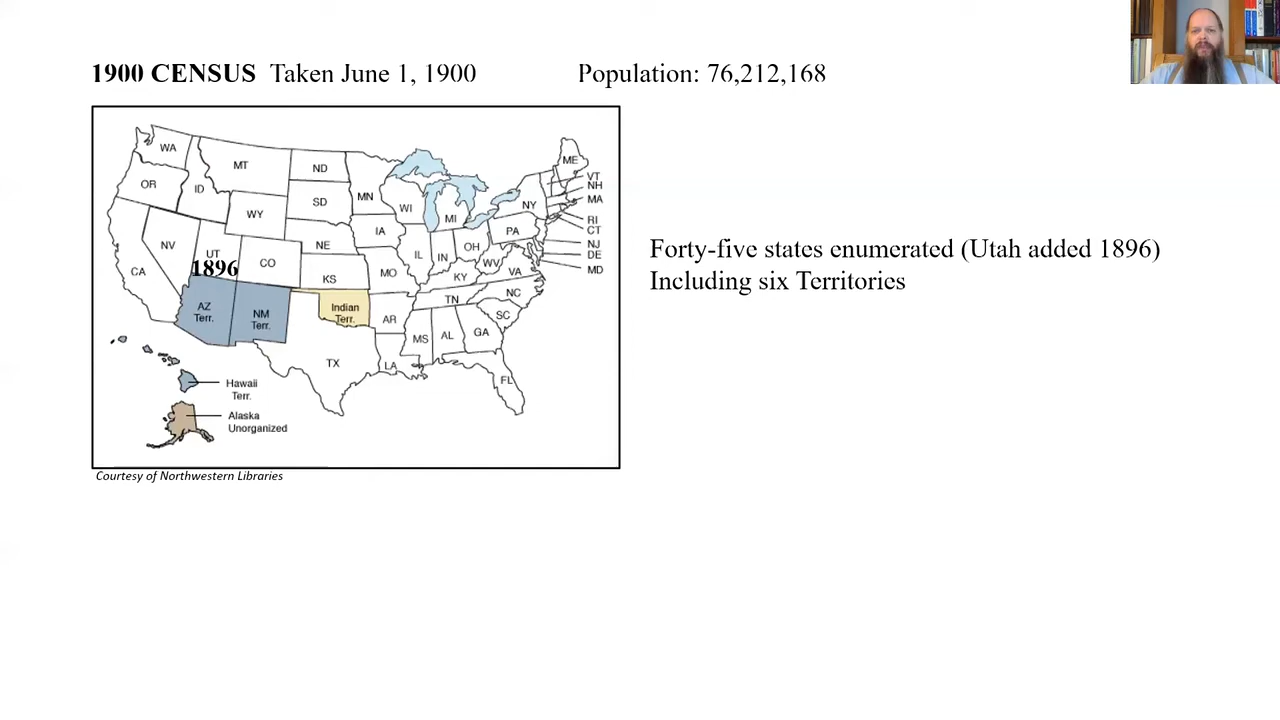 1900 CENSUS Taken June 1, 1900
Population: 76,212,168
WA
OR
ID
MT
WY
ND
SD
NE
MN
IA
WI
MI
NY
ME
VT
NH
MA
RI
CT
NJ
DE
MD
PA
CA
NV
UT
1896
CO
KS
MO
IL
IN
OH
WV
KY
VA
NC
TN
SC
AZ
Terr.
NM
Terr.
Indian
Terr.
AR
MS
AL
GA
TX
LA
FL
Hawaii
Terr.
Alaska
Unorganized
Courtesy of Northwestern Libraries
Forty-five states enumerated (Utah added 1896)
Including six Territories